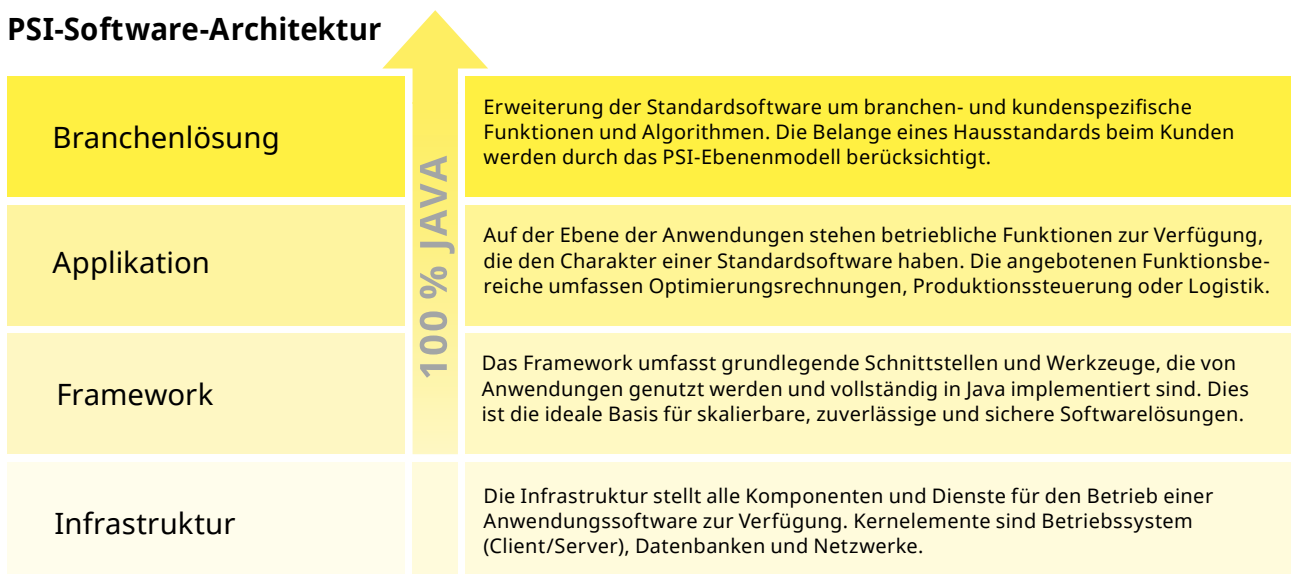 PSI-Software-Architektur
Branchenlösung
Erweiterung der Standardsoftware um branchen- und kundenspezifische
Funktionen und Algorithmen. Die Belange eines Hausstandards beim Kunden
werden durch das PSI-Ebenenmodell berücksichtigt.
Applikation
Auf der Ebene der Anwendungen stehen betriebliche Funktionen zur Verfügung,
die den Charakter einer Standardsoftware haben. Die angebotenen Funktionsbe-
reiche umfassen Optimierungsrechnungen, Produktionssteuerung oder Logistik.
100 % JAVA
Framework
Das Framework umfasst grundlegende Schnittstellen und Werkzeuge, die von
Anwendungen genutzt werden und vollständig in Java implementiert sind. Dies
ist die ideale Basis für skalierbare, zuverlässige und sichere Softwarelösungen.
Infrastruktur
Die Infrastruktur stellt alle Komponenten und Dienste für den Betrieb einer
Anwendungssoftware zur Verfügung. Kernelemente sind Betriebssystem
(Client/Server), Datenbanken und Netzwerke.